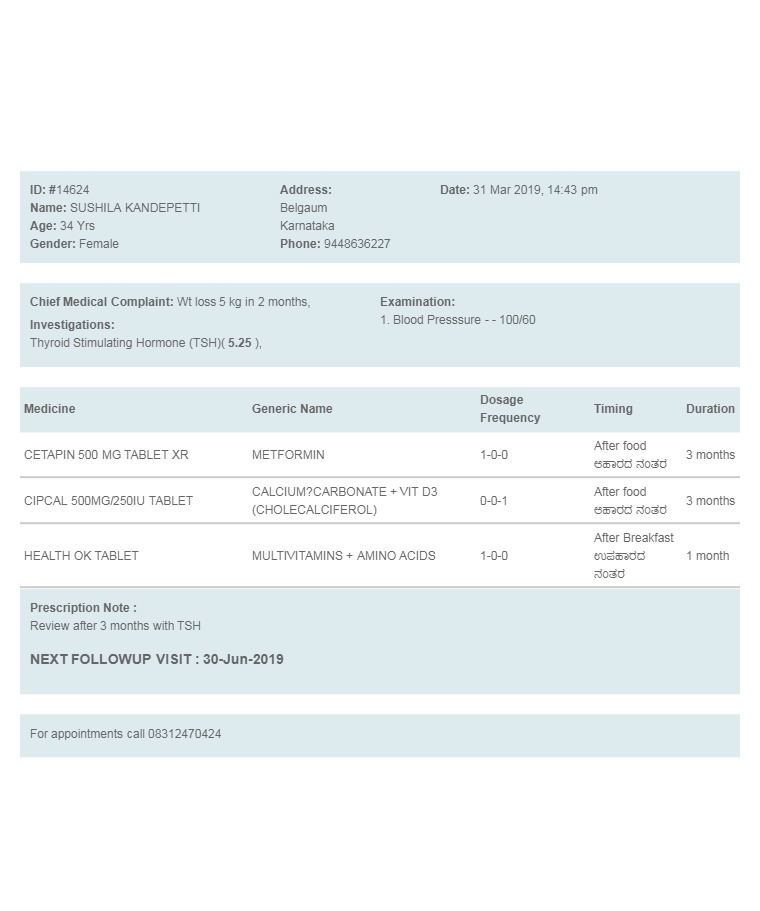 ID: #14624
Name: SUSHILA KANDEPETTI
Age: 34 Yrs
Gender: Female
Address:
Belgaum
Karnataka
Phone: 9448636227
Date: 31 Mar 2019, 14:43 pm
Chief Medical Complaint: Wt loss 5 kg in 2 months,
Investigations:
Thyroid Stimulating Hormone (TSH)( 5.25 ),
Examination:
1. Blood Presssure - - 100/60
Medicine Generic Name Dosage Frequency Timing Duration
CETAPIN 500 MG TABLET XR METFORMIN 1-0-0 After food ಆಹಾರದ ನಂತರ 3 months
CIPCAL 500MG/250IU TABLET CALCIUM?CARBONATE + VIT D3 (CHOLECALCIFEROL) 0-0-1 After food ಆಹಾರದ ನಂತರ 3 months
HEALTH OK TABLET MULTIVITAMINS + AMINO ACIDS 1-0-0 After Breakfast ಉಪಹಾರದ ನಂತರ 1 month
Prescription Note :
Review after 3 months with TSH
NEXT FOLLOWUP VISIT : 30-Jun-2019
For appointments call 08312470424